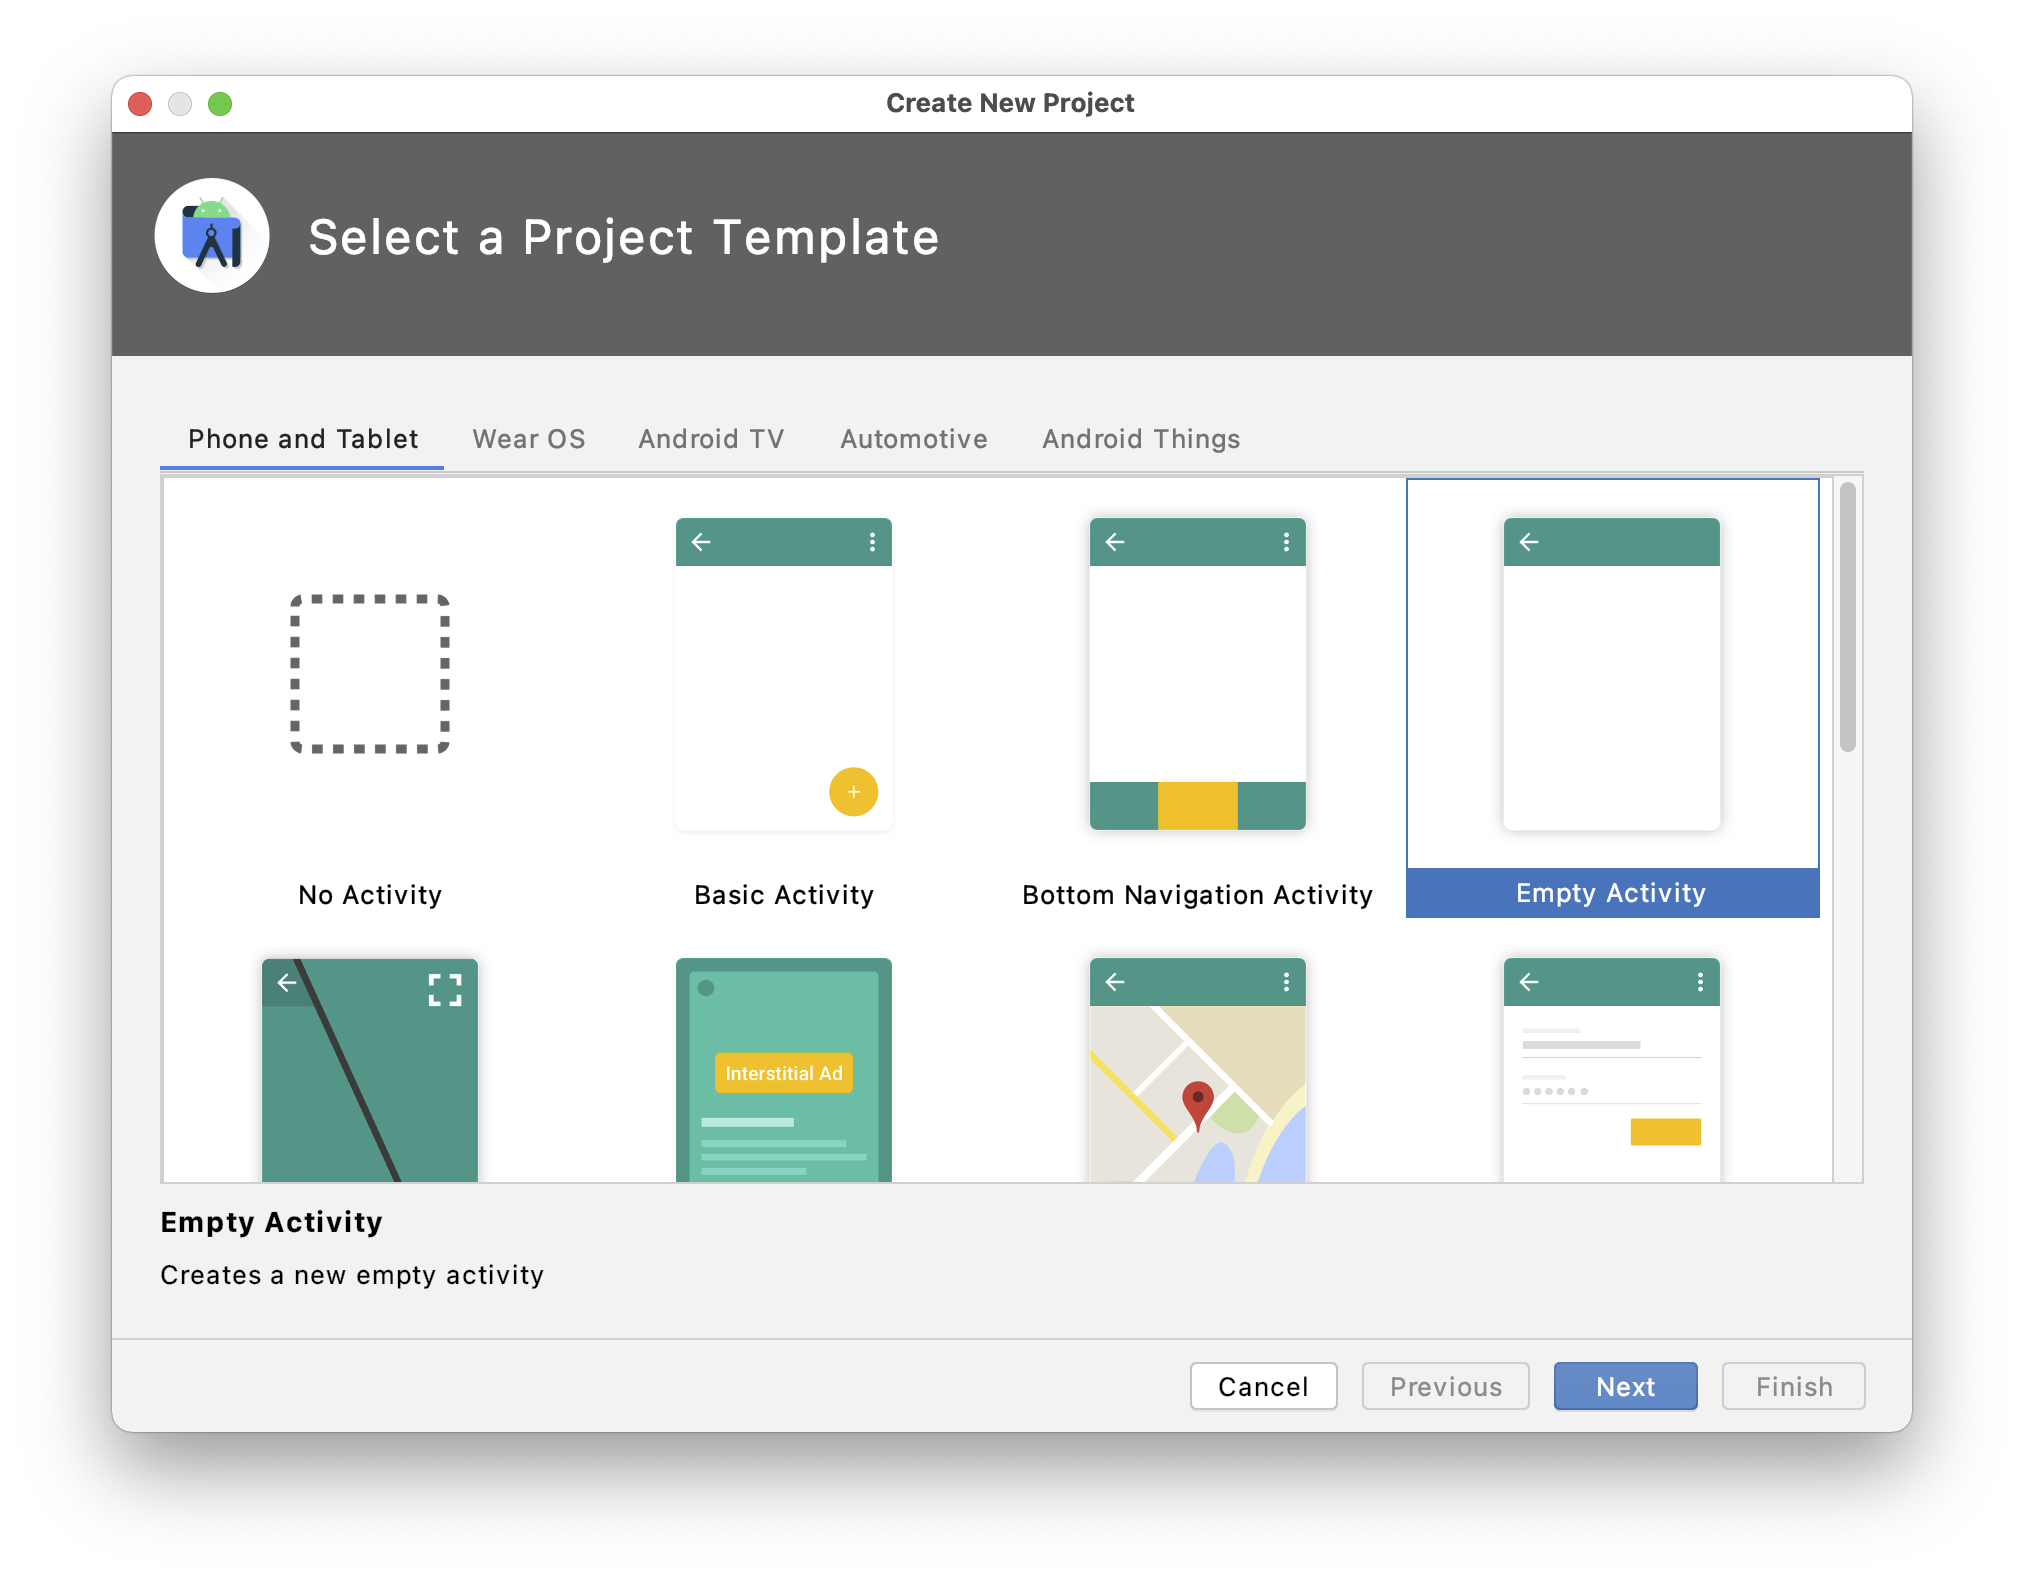 Create New Project
Select a Project Template
Phone and Tablet Wear OS Android TV Automotive Android Things
No Activity Basic Activity Bottom Navigation Activity Empty Activity
Interstitial Ad
Empty Activity
Creates a new empty activity
Cancel Previous Next Finish